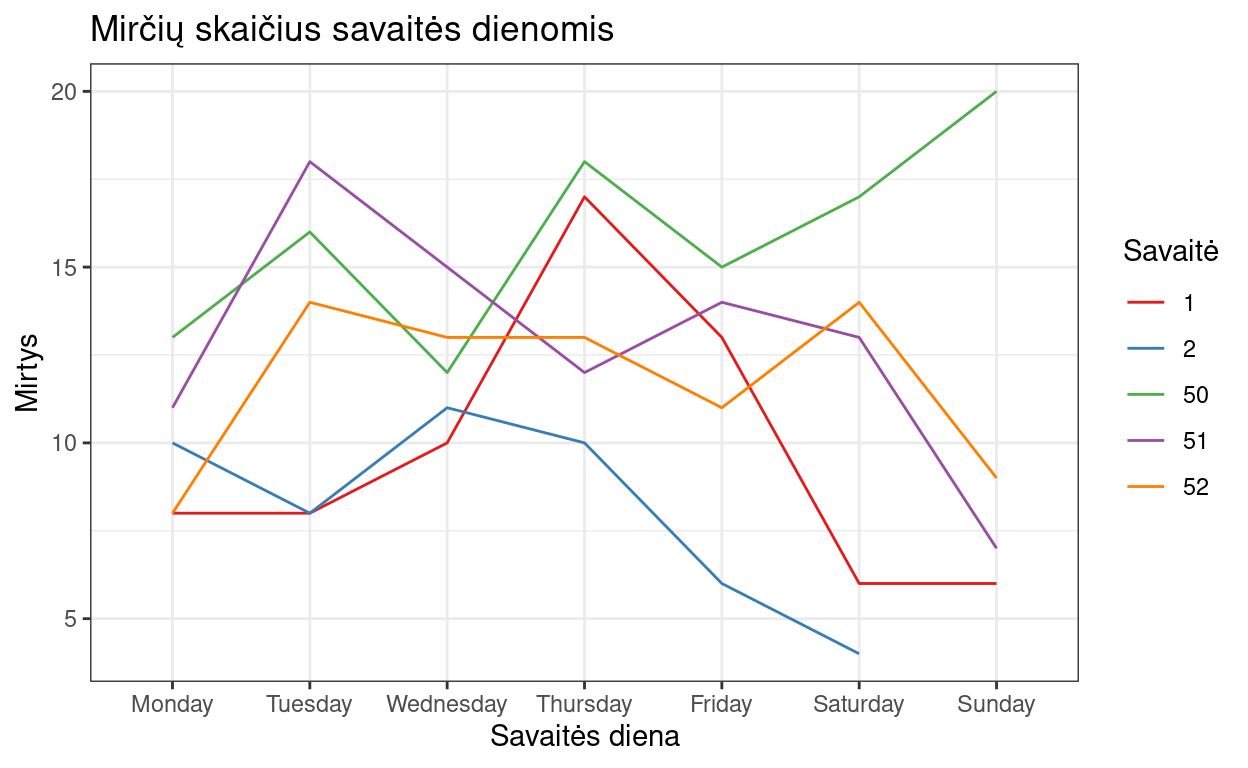 Mirčių skaičius savaitės dienomis
20
15
10
5
Mirtys
Monday Tuesday Wednesday Thursday Friday Saturday Sunday
Savaitės diena
Savaitė
1
2
50
51
52